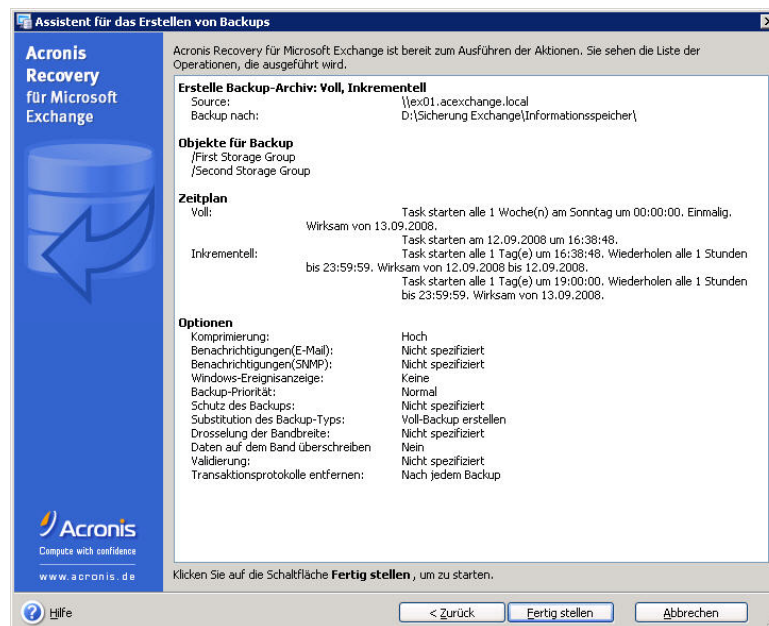 Assistent für das Erstellen von Backups
Acronis
Recovery
für Microsoft
Exchange
Acronis Recovery für Microsoft Exchange ist bereit zum Ausführen der Aktionen. Sie sehen die Liste der
Operationen, die ausgeführt wird.
Erstelle Backup-Archiv: Voll, Inkrementell
Source: \\ex01.acexchange.local
Backup nach: D:\Sicherung Exchange\Informationsspeicher\
Objekte für Backup
/First Storage Group
/Second Storage Group
Zeitplan
Voll: Task starten alle 1 Woche(n) am Sonntag um 00:00:00. Einmalig.
Wirksam von 13.09.2008.
Task starten am 12.09.2008 um 16:38:48.
Inkrementell: Task starten alle 1 Tag(e) um 16:38:48. Wiederholen alle 1 Stunden
bis 23:59:59. Wirksam von 12.09.2008 bis 12.09.2008.
Task starten alle 1 Tag(e) um 19:00:00. Wiederholen alle 1 Stunden
bis 23:59:59. Wirksam von 13.09.2008.
Optionen
Komprimierung: Hoch
Benachrichtigungen(E-Mail): Nicht spezifiziert
Benachrichtigungen(SNMP): Nicht spezifiziert
Windows-Ereignisanzeige: Keine
Backup-Priorität: Normal
Schutz des Backups: Nicht spezifiziert
Substitution des Backup-Typs: Voll-Backup erstellen
Drosselung der Bandbreite: Nicht spezifiziert
Daten auf dem Band überschreiben Nein
Validierung: Nicht spezifiziert
Transaktionsprotokolle entfernen: Nach jedem Backup
Acronis
Compute with confidence
www.acronis.de
Klicken Sie auf die Schaltfläche Fertig stellen , um zu starten.
Hilfe
< Zurück
Fertig stellen
Abbrechen